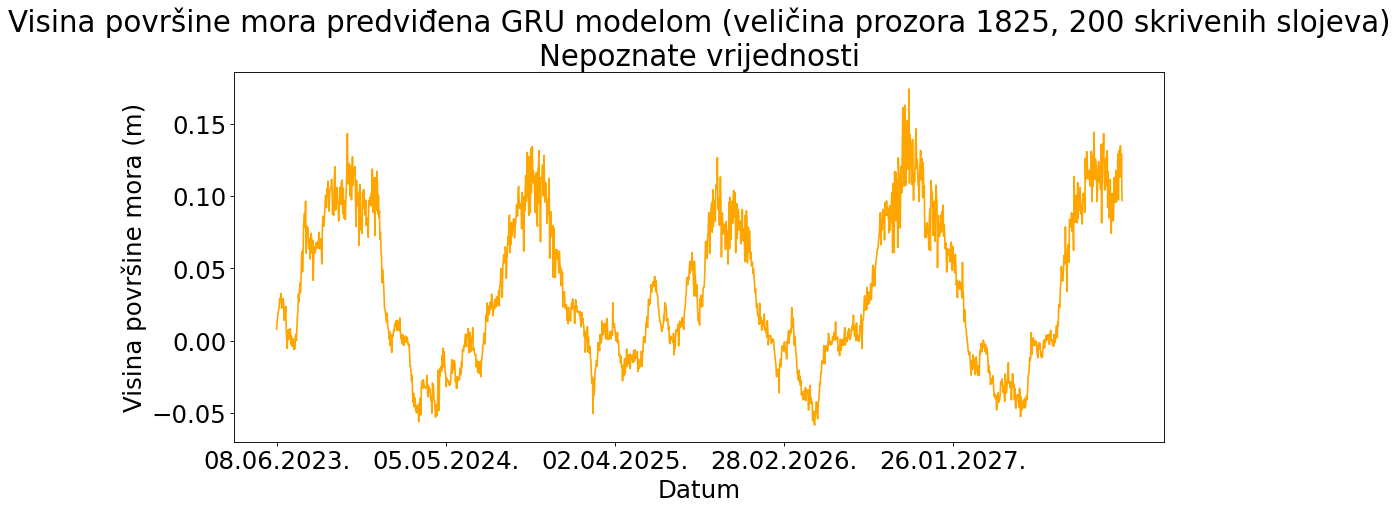 Visina površine mora predviđena GRU modelom (veličina prozora 1825, 200 skrivenih slojeva)
Nepoznate vrijednosti
Visina površine mora (m)
0.15
0.10
0.05
0.00
−0.05
08.06.2023. 05.05.2024. 02.04.2025. 28.02.2026. 26.01.2027.
Datum